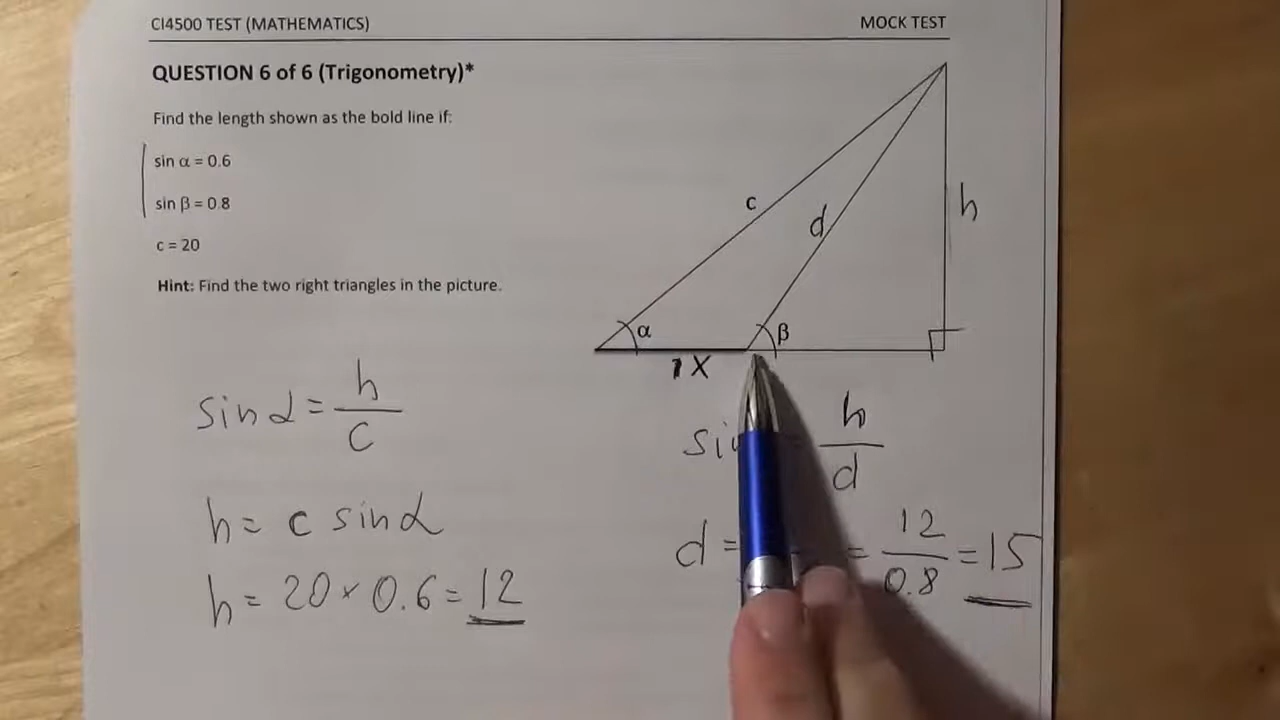 CI4500 TEST (MATHEMATICS) MOCK TEST
QUESTION 6 of 6 (Trigonometry)*
Find the length shown as the bold line if:
sin α = 0.6
sin β = 0.8
c = 20
Hint: Find the two right triangles in the picture.
c
d
h
α
β
X
sin α = h/c
h = c sin α
h = 20 × 0.6 = 12
h/d
d = = 12/0.8 = 15